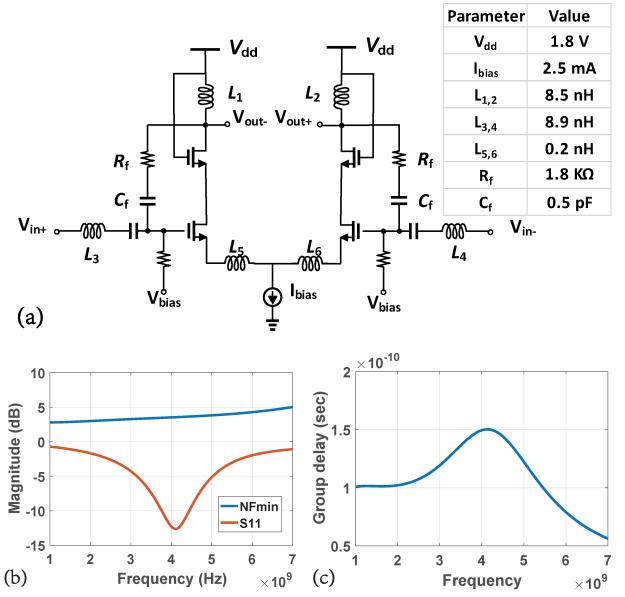 (a)
Vdd
Vdd
L1
L2
Vout-
Vout+
Rf
Rf
Cf
Cf
Vin+
Vin-
L3
L4
L5
L6
Vbias
Ibias
Vbias
Parameter Value
Vdd 1.8 V
Ibias 2.5 mA
L1,2 8.5 nH
L3,4 8.9 nH
L5,6 0.2 nH
Rf 1.8 KΩ
Cf 0.5 pF
(b)
Magnitude (dB)
10
5
0
-5
-10
-15
NFmin
S11
1 2 3 4 5 6 7
Frequency (Hz) ×10^9
(c)
×10^-10
Group delay (sec)
2
1.5
1
0.5
1 2 3 4 5 6 7
Frequency ×10^9